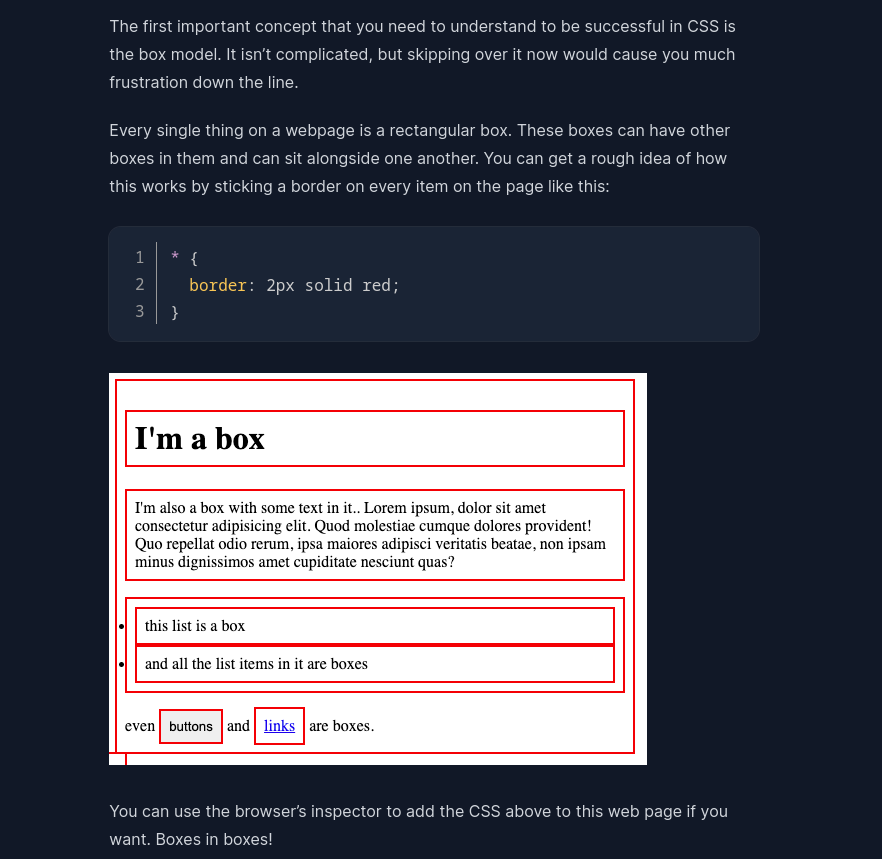 The first important concept that you need to understand to be successful in CSS is
the box model. It isn’t complicated, but skipping over it now would cause you much
frustration down the line.
Every single thing on a webpage is a rectangular box. These boxes can have other
boxes in them and can sit alongside one another. You can get a rough idea of how
this works by sticking a border on every item on the page like this:
1 * {
2   border: 2px solid red;
3 }
I'm a box
I'm also a box with some text in it.. Lorem ipsum, dolor sit amet
consectetur adipisicing elit. Quod molestiae cumque dolores provident!
Quo repellat odio rerum, ipsa maiores adipisci veritatis beatae, non ipsam
minus dignissimos amet cupiditate nesciunt quas?
• this list is a box
• and all the list items in it are boxes
even buttons and links are boxes.
You can use the browser’s inspector to add the CSS above to this web page if you
want. Boxes in boxes!